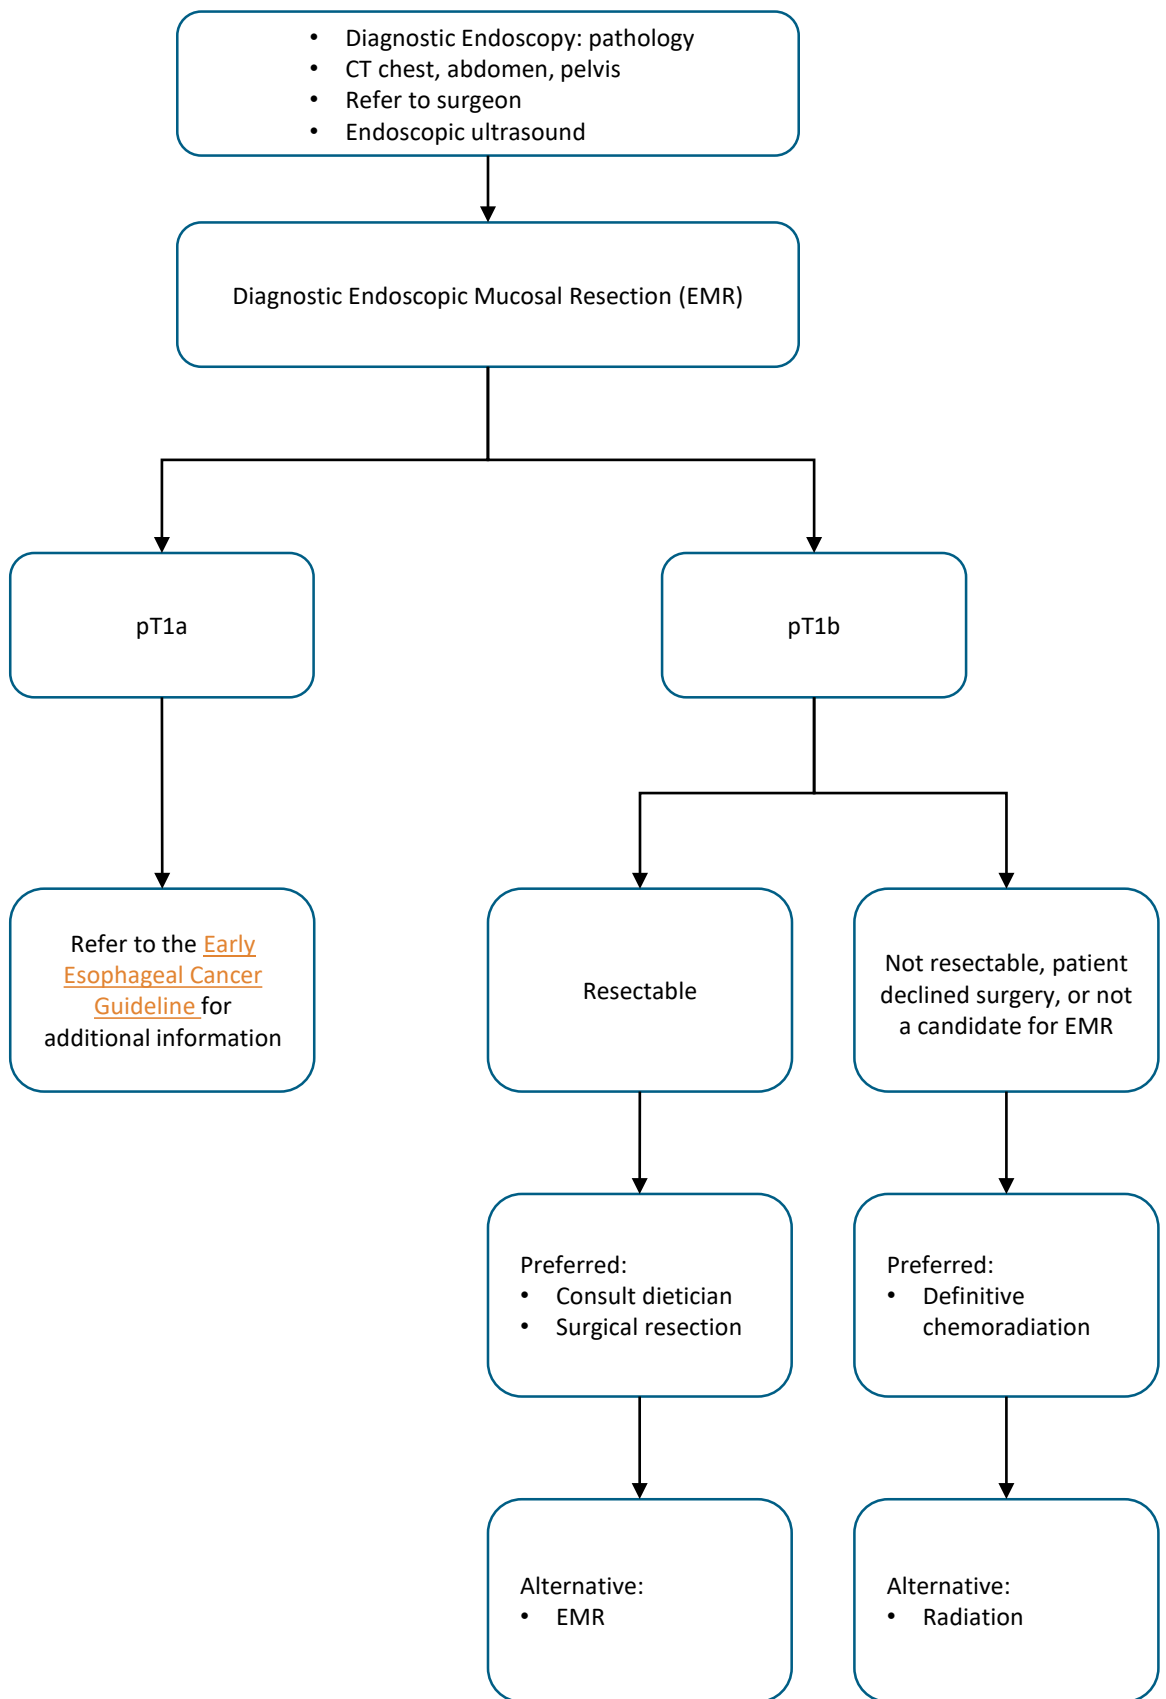 • Diagnostic Endoscopy: pathology
• CT chest, abdomen, pelvis
• Refer to surgeon
• Endoscopic ultrasound
Diagnostic Endoscopic Mucosal Resection (EMR)
pT1a
pT1b
Refer to the Early
Esophageal Cancer
Guideline for
additional information
Resectable
Not resectable, patient
declined surgery, or not
a candidate for EMR
Preferred:
• Consult dietician
• Surgical resection
Preferred:
• Definitive
chemoradiation
Alternative:
• EMR
Alternative:
• Radiation